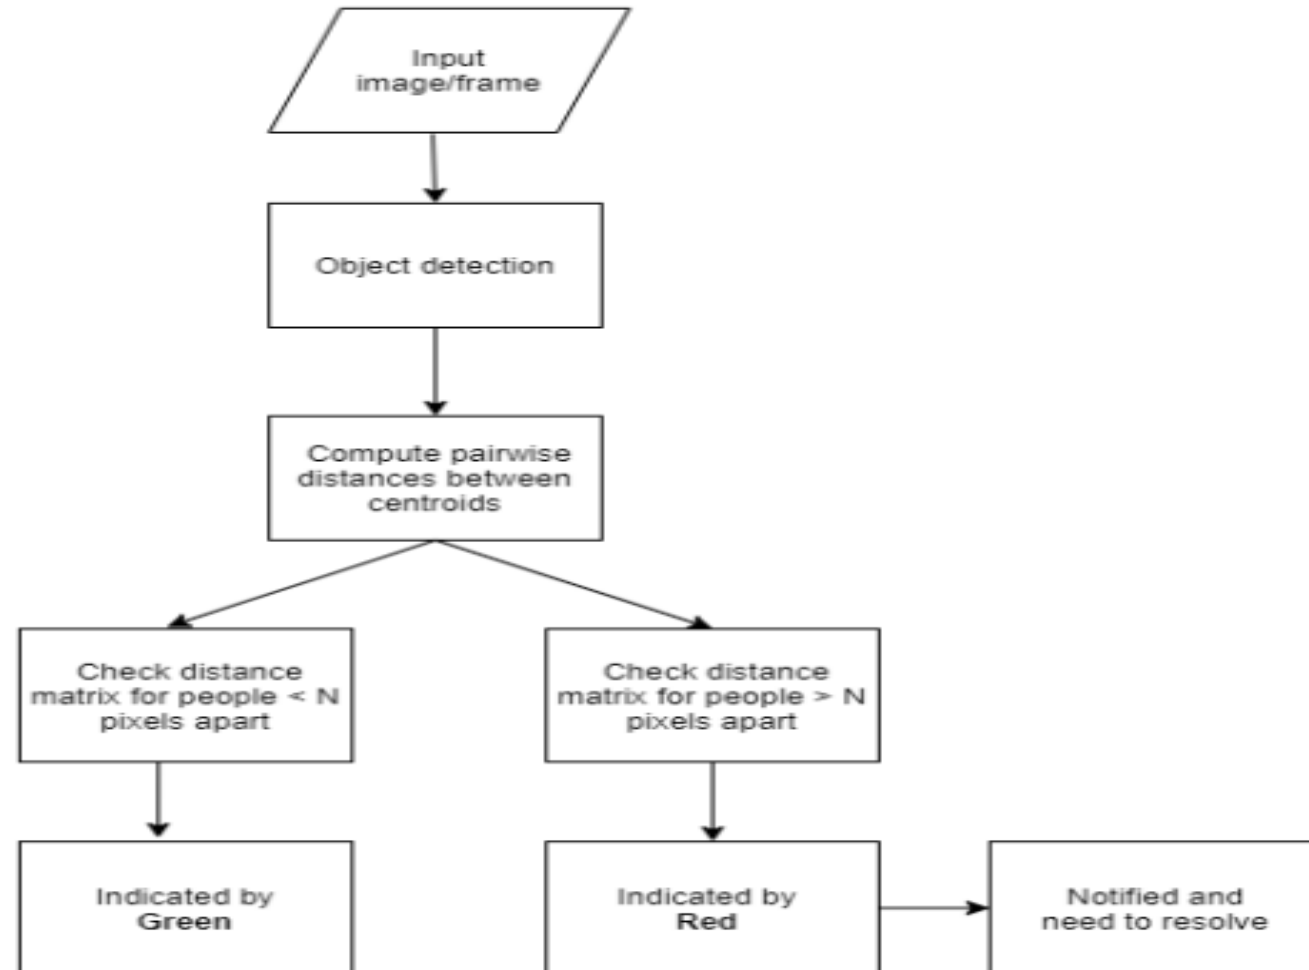 Input
image/frame
Object detection
Compute pairwise
distances between
centroids
Check distance
matrix for people < N
pixels apart
Check distance
matrix for people > N
pixels apart
Indicated by
Green
Indicated by
Red
Notified and
need to resolve